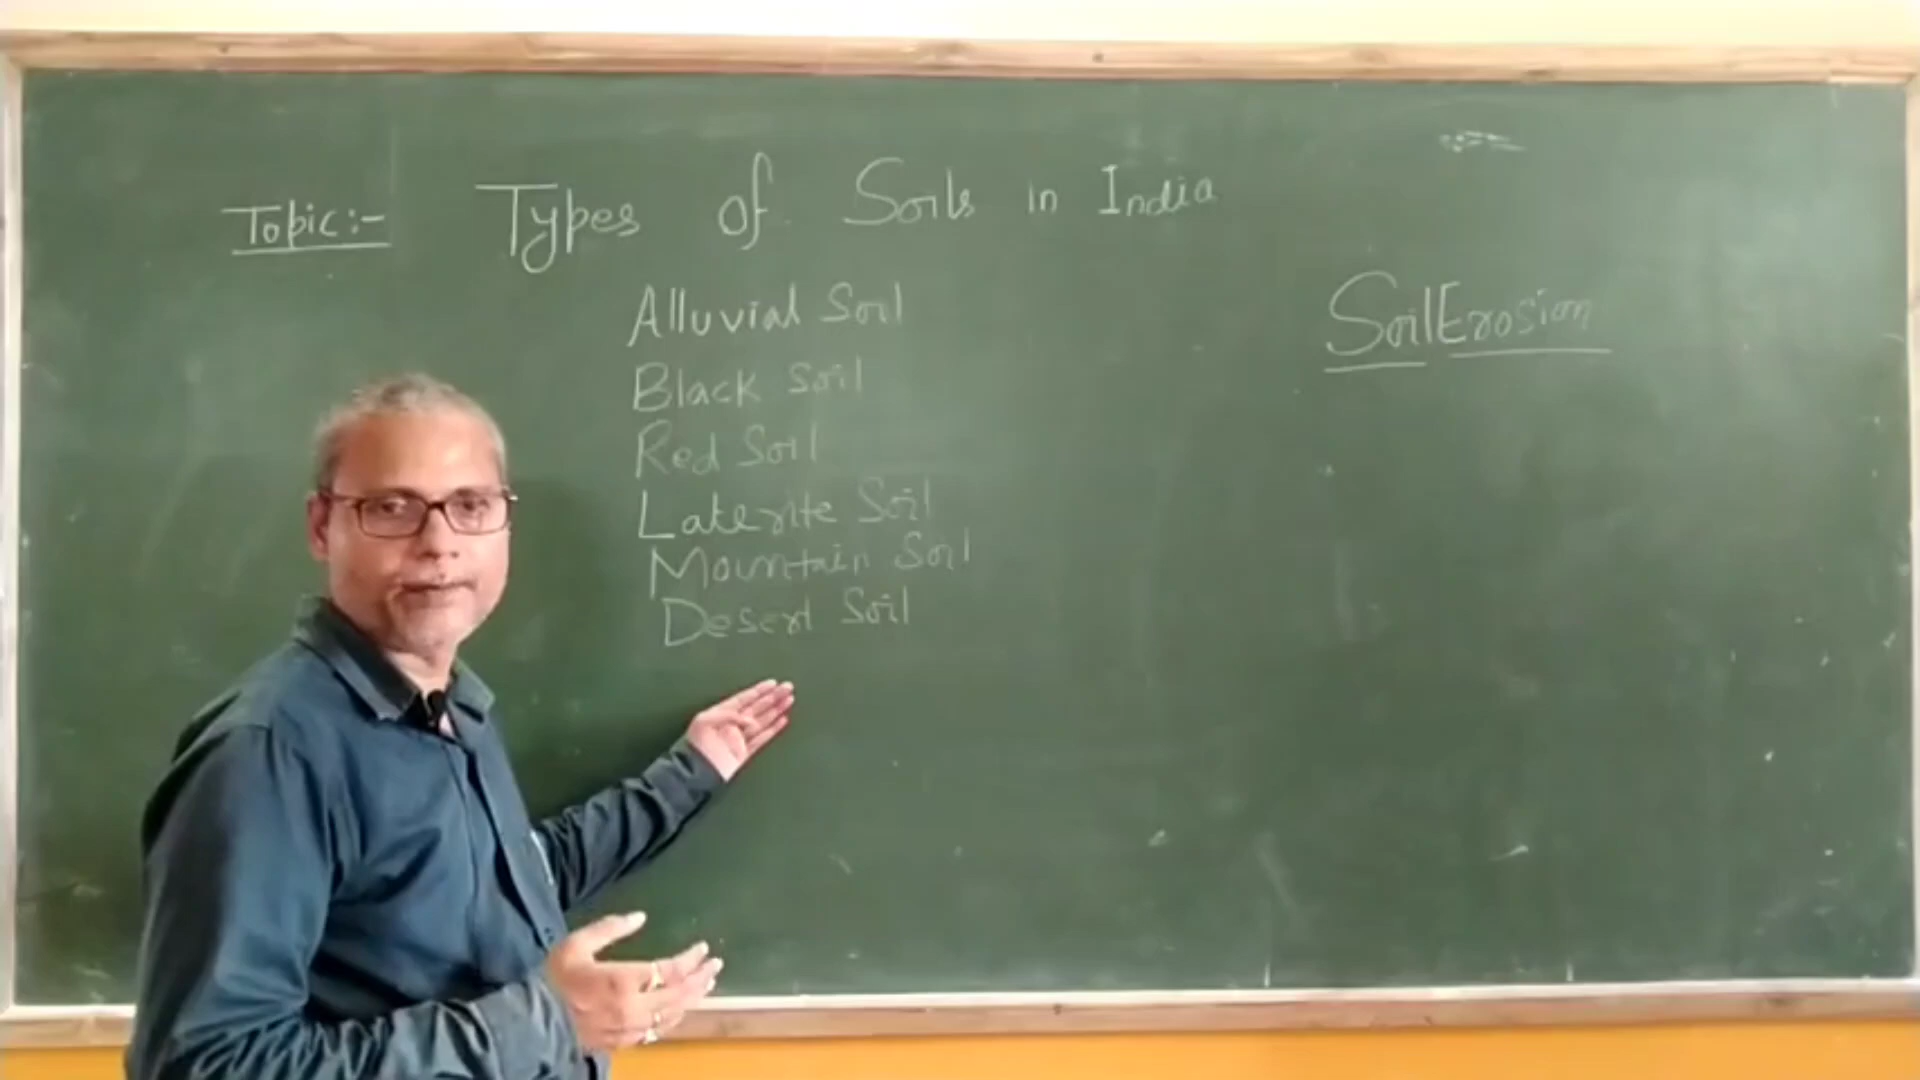 Topic:- Types of Soils in India
Alluvial Soil
Black Soil
Red Soil
Laterite Soil
Mountain Soil
Desert Soil
Soil Erosion